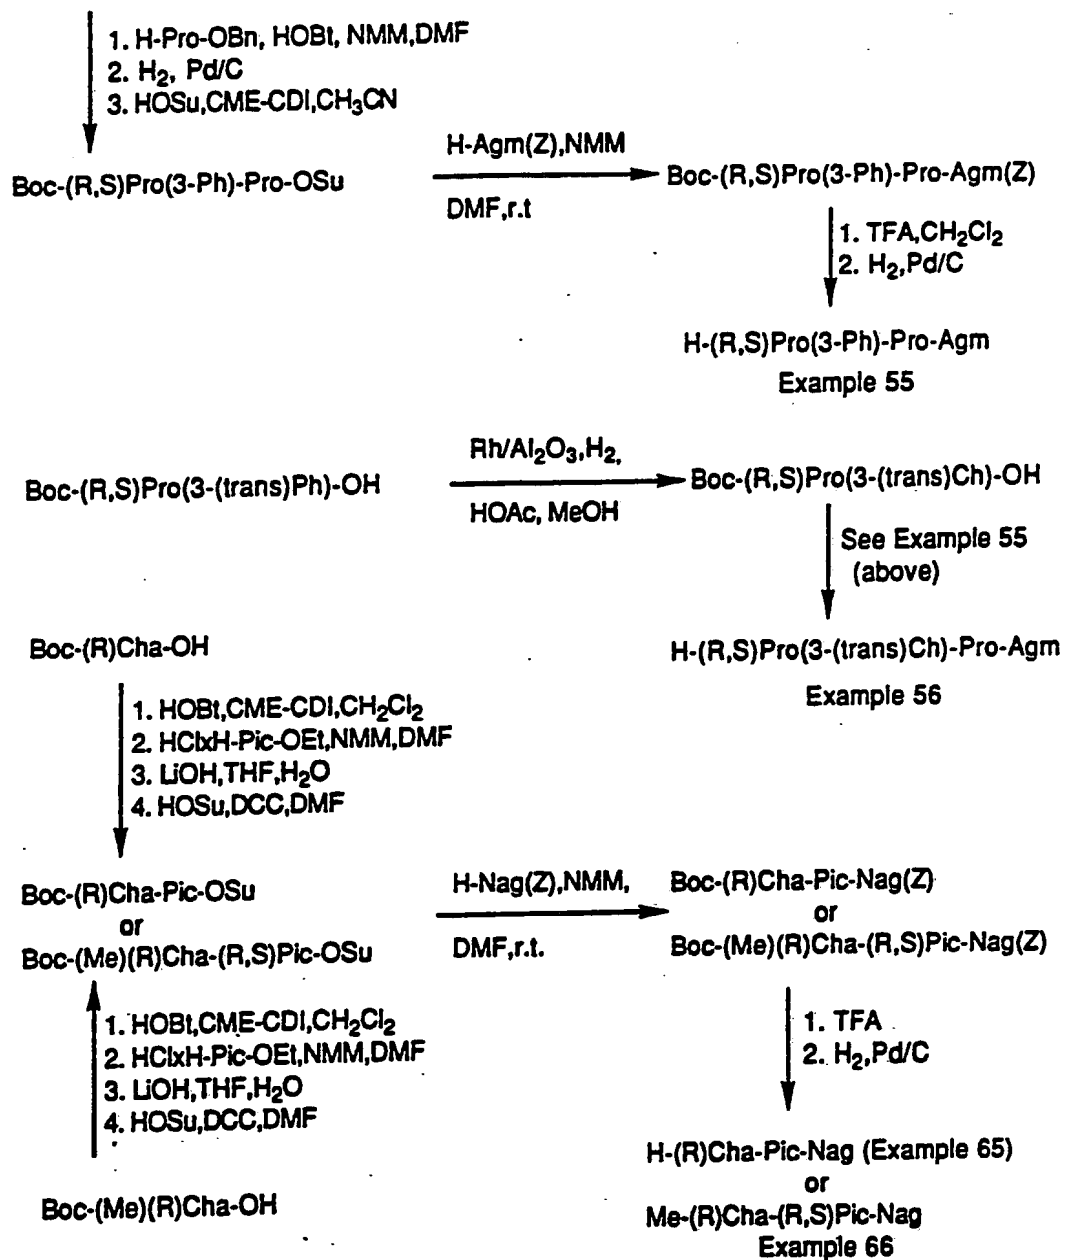 1. H-Pro-OBn, HOBt, NMM,DMF
2. H2, Pd/C
3. HOSu,CME-CDI,CH3CN
Boc-(R,S)Pro(3-Ph)-Pro-OSu
H-Agm(Z),NMM
DMF,r.t
Boc-(R,S)Pro(3-Ph)-Pro-Agm(Z)
1. TFA,CH2Cl2
2. H2,Pd/C
H-(R,S)Pro(3-Ph)-Pro-Agm
Example 55
Boc-(R,S)Pro(3-(trans)Ph)-OH
Rh/Al2O3,H2,
HOAc, MeOH
Boc-(R,S)Pro(3-(trans)Ch)-OH
See Example 55
(above)
H-(R,S)Pro(3-(trans)Ch)-Pro-Agm
Example 56
Boc-(R)Cha-OH
1. HOBt,CME-CDI,CH2Cl2
2. HClxH-Pic-OEt,NMM,DMF
3. LiOH,THF,H2O
4. HOSu,DCC,DMF
Boc-(R)Cha-Pic-OSu
or
Boc-(Me)(R)Cha-(R,S)Pic-OSu
H-Nag(Z),NMM,
DMF,r.t.
Boc-(R)Cha-Pic-Nag(Z)
or
Boc-(Me)(R)Cha-(R,S)Pic-Nag(Z)
1. HOBt,CME-CDI,CH2Cl2
2. HClxH-Pic-OEt,NMM,DMF
3. LiOH,THF,H2O
4. HOSu,DCC,DMF
Boc-(Me)(R)Cha-OH
1. TFA
2. H2,Pd/C
H-(R)Cha-Pic-Nag (Example 65)
or
Me-(R)Cha-(R,S)Pic-Nag
Example 66